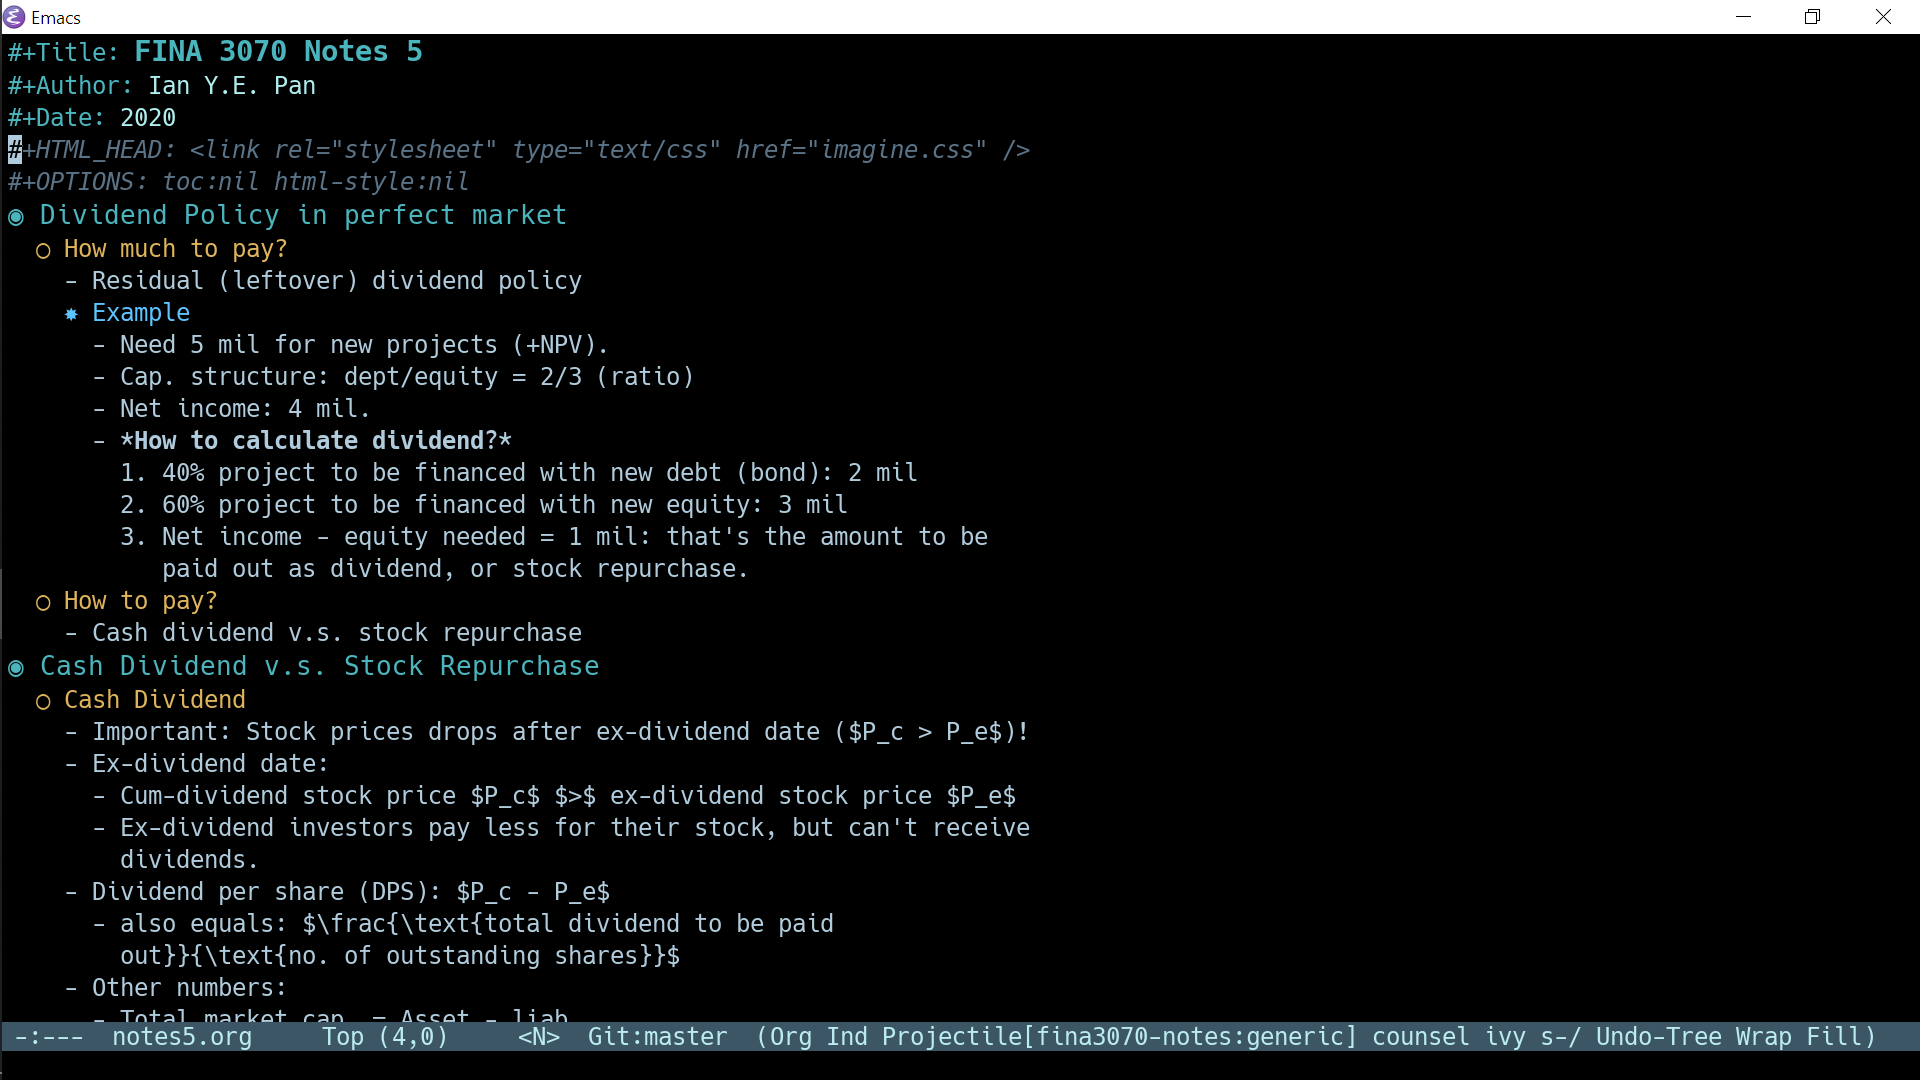 Emacs
#+Title: FINA 3070 Notes 5
#+Author: Ian Y.E. Pan
#+Date: 2020
#+HTML_HEAD: <link rel="stylesheet" type="text/css" href="imagine.css" />
#+OPTIONS: toc:nil html-style:nil
◉ Dividend Policy in perfect market
○ How much to pay?
- Residual (leftover) dividend policy
✸ Example
- Need 5 mil for new projects (+NPV).
- Cap. structure: dept/equity = 2/3 (ratio)
- Net income: 4 mil.
- *How to calculate dividend?*
1. 40% project to be financed with new debt (bond): 2 mil
2. 60% project to be financed with new equity: 3 mil
3. Net income - equity needed = 1 mil: that's the amount to be
paid out as dividend, or stock repurchase.
○ How to pay?
- Cash dividend v.s. stock repurchase
◉ Cash Dividend v.s. Stock Repurchase
○ Cash Dividend
- Important: Stock prices drops after ex-dividend date ($P_c > P_e$)!
- Ex-dividend date:
- Cum-dividend stock price $P_c$ $>$ ex-dividend stock price $P_e$
- Ex-dividend investors pay less for their stock, but can't receive
dividends.
- Dividend per share (DPS): $P_c - P_e$
- also equals: $\frac{\text{total dividend to be paid
out}}{\text{no. of outstanding shares}}$
- Other numbers:
- Total market cap. = Asset - liab
-:--- notes5.org Top (4,0) <N> Git:master (Org Ind Projectile[fina3070-notes:generic] counsel ivy s-/ Undo-Tree Wrap Fill)